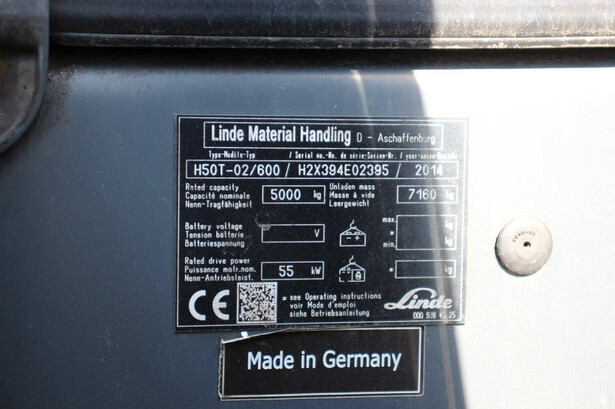 Linde Material Handling D - Aschaffenburg
Type-Modèle-Typ / Serial no.-No. de série-Serien-Nr. / year-année-Baujahr
H50T-02/600 / H2X394E02395 / 2014
Rated capacity
Capacité nominale 5000 kg
Nenn-Tragfähigkeit
Unladen mass
Masse à vide 7160 kg
Leergewicht
Battery voltage
Tension batterie V
Batteriespannung
max. kg
*
min. kg
Rated drive power
Puissance motr.nom. 55 kW
Nenn-Antriebsleist.
* kg
CE
* see Operating instructions
voir Mode d'emploi
siehe Betriebsanleitung
Linde
Made in Germany